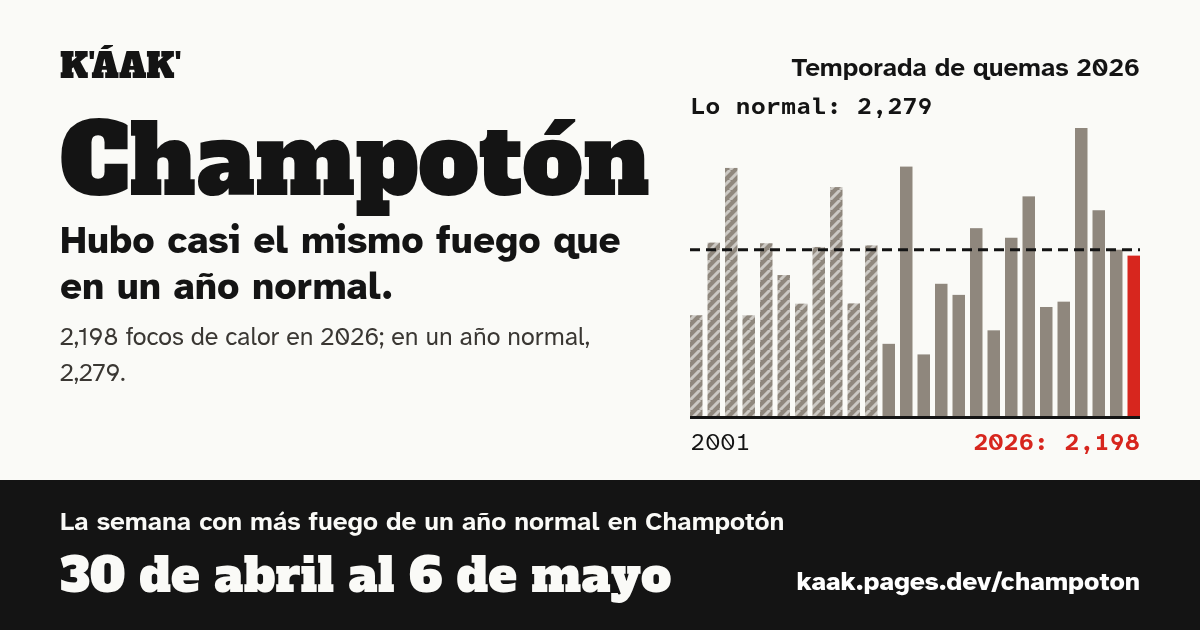 K'ÁAK'
Champotón
Hubo casi el mismo fuego que
en un año normal.
2,198 focos de calor en 2026; en un año normal,
2,279.
Temporada de quemas 2026
Lo normal: 2,279
2001
2026: 2,198
La semana con más fuego de un año normal en Champotón
30 de abril al 6 de mayo
kaak.pages.dev/champoton